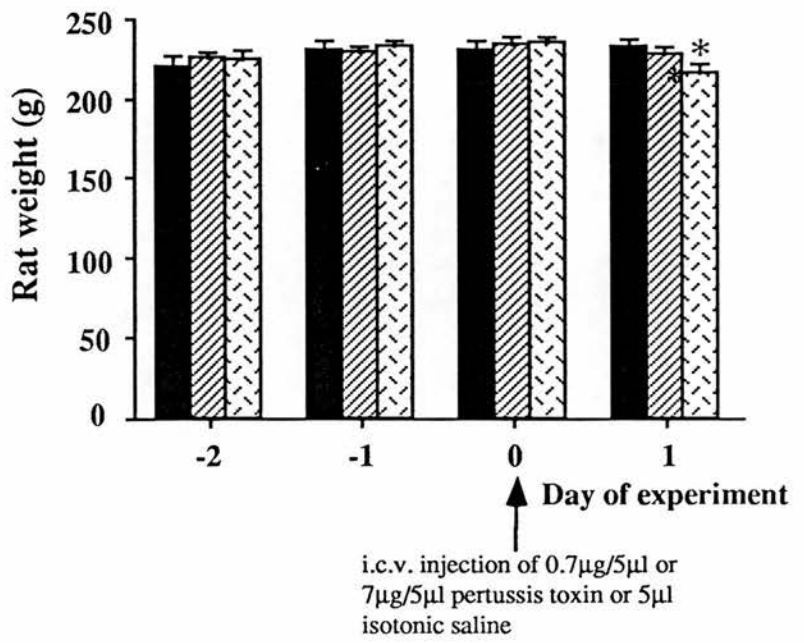 250
200
150
100
50
0
Rat weight (g)
*
*
-2 -1 0 1
Day of experiment
i.c.v. injection of 0.7µg/5µl or
7µg/5µl pertussis toxin or 5µl
isotonic saline